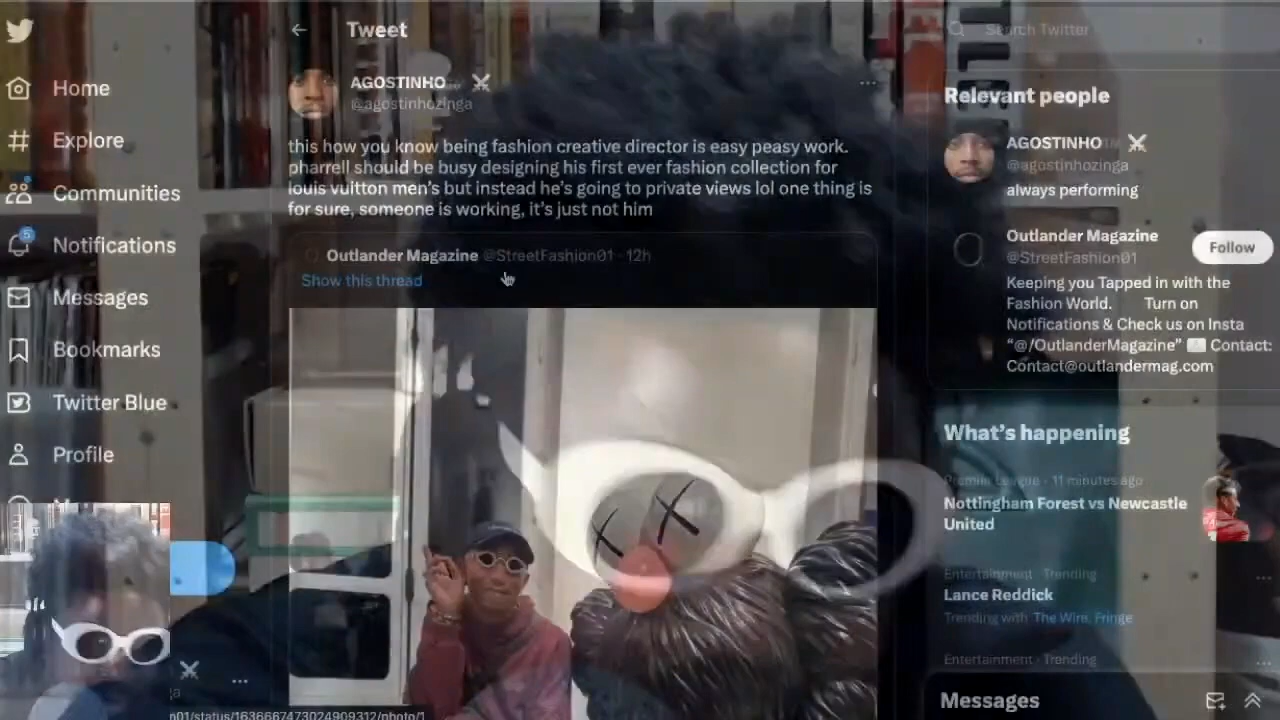 Tweet
Search Twitter
Home
Explore
Communities
Notifications
5
Messages
Bookmarks
Twitter Blue
Profile
AGOSTINHO
@agostinhozinga
this how you know being fashion creative director is easy peasy work.
pharrell should be busy designing his first ever fashion collection for
louis vuitton men's but instead he's going to private views lol one thing is
for sure, someone is working, it's just not him
Outlander Magazine @StreetFashion01 · 12h
Show this thread
Relevant people
AGOSTINHO
@agostinhozinga
always performing
Outlander Magazine
@StreetFashion01
Follow
Keeping you Tapped in with the
Fashion World. Turn on
Notifications & Check us on Insta
“@/OutlanderMagazine” Contact:
Contact@outlandermag.com
What's happening
Premier League · 11 minutes ago
Nottingham Forest vs Newcastle
United
Entertainment · Trending
Lance Reddick
Trending with The Wire, Fringe
Entertainment · Trending
Messages
n01/status/1636667473024909312/photo/1